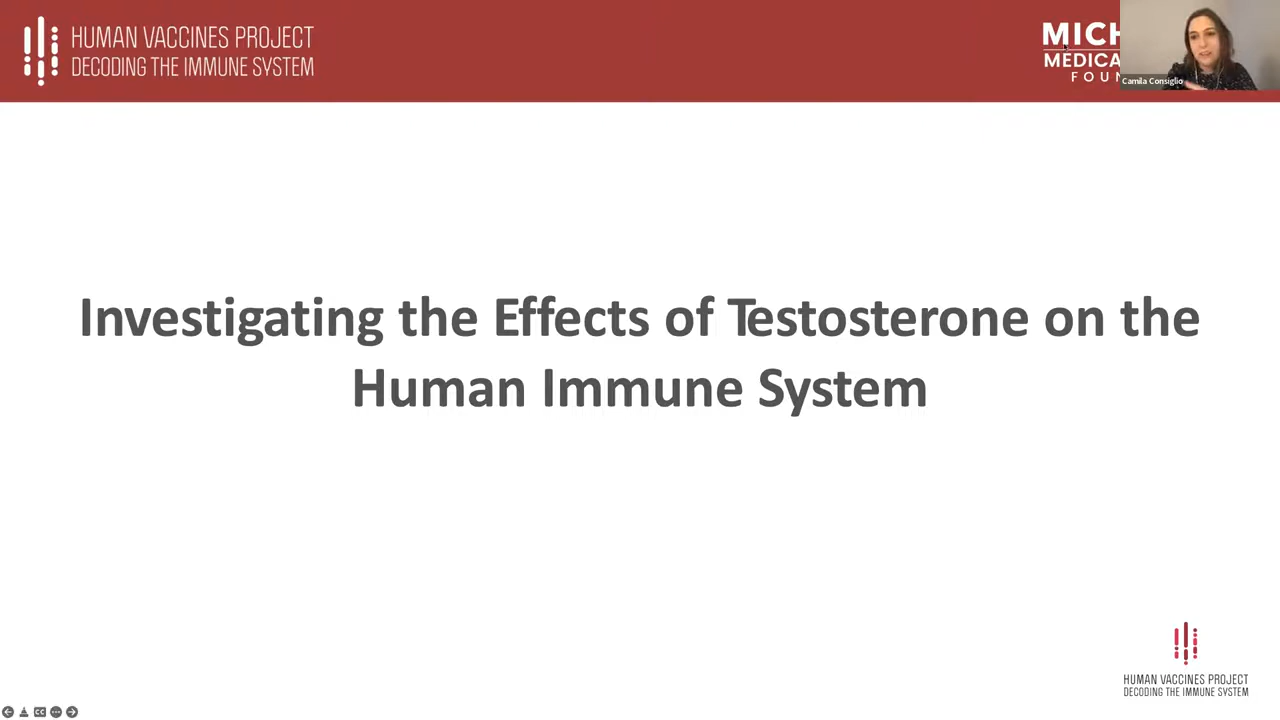 HUMAN VACCINES PROJECT
DECODING THE IMMUNE SYSTEM
MICH
MEDICA
FOUN
Camila Consiglio
Investigating the Effects of Testosterone on the
Human Immune System
HUMAN VACCINES PROJECT
DECODING THE IMMUNE SYSTEM